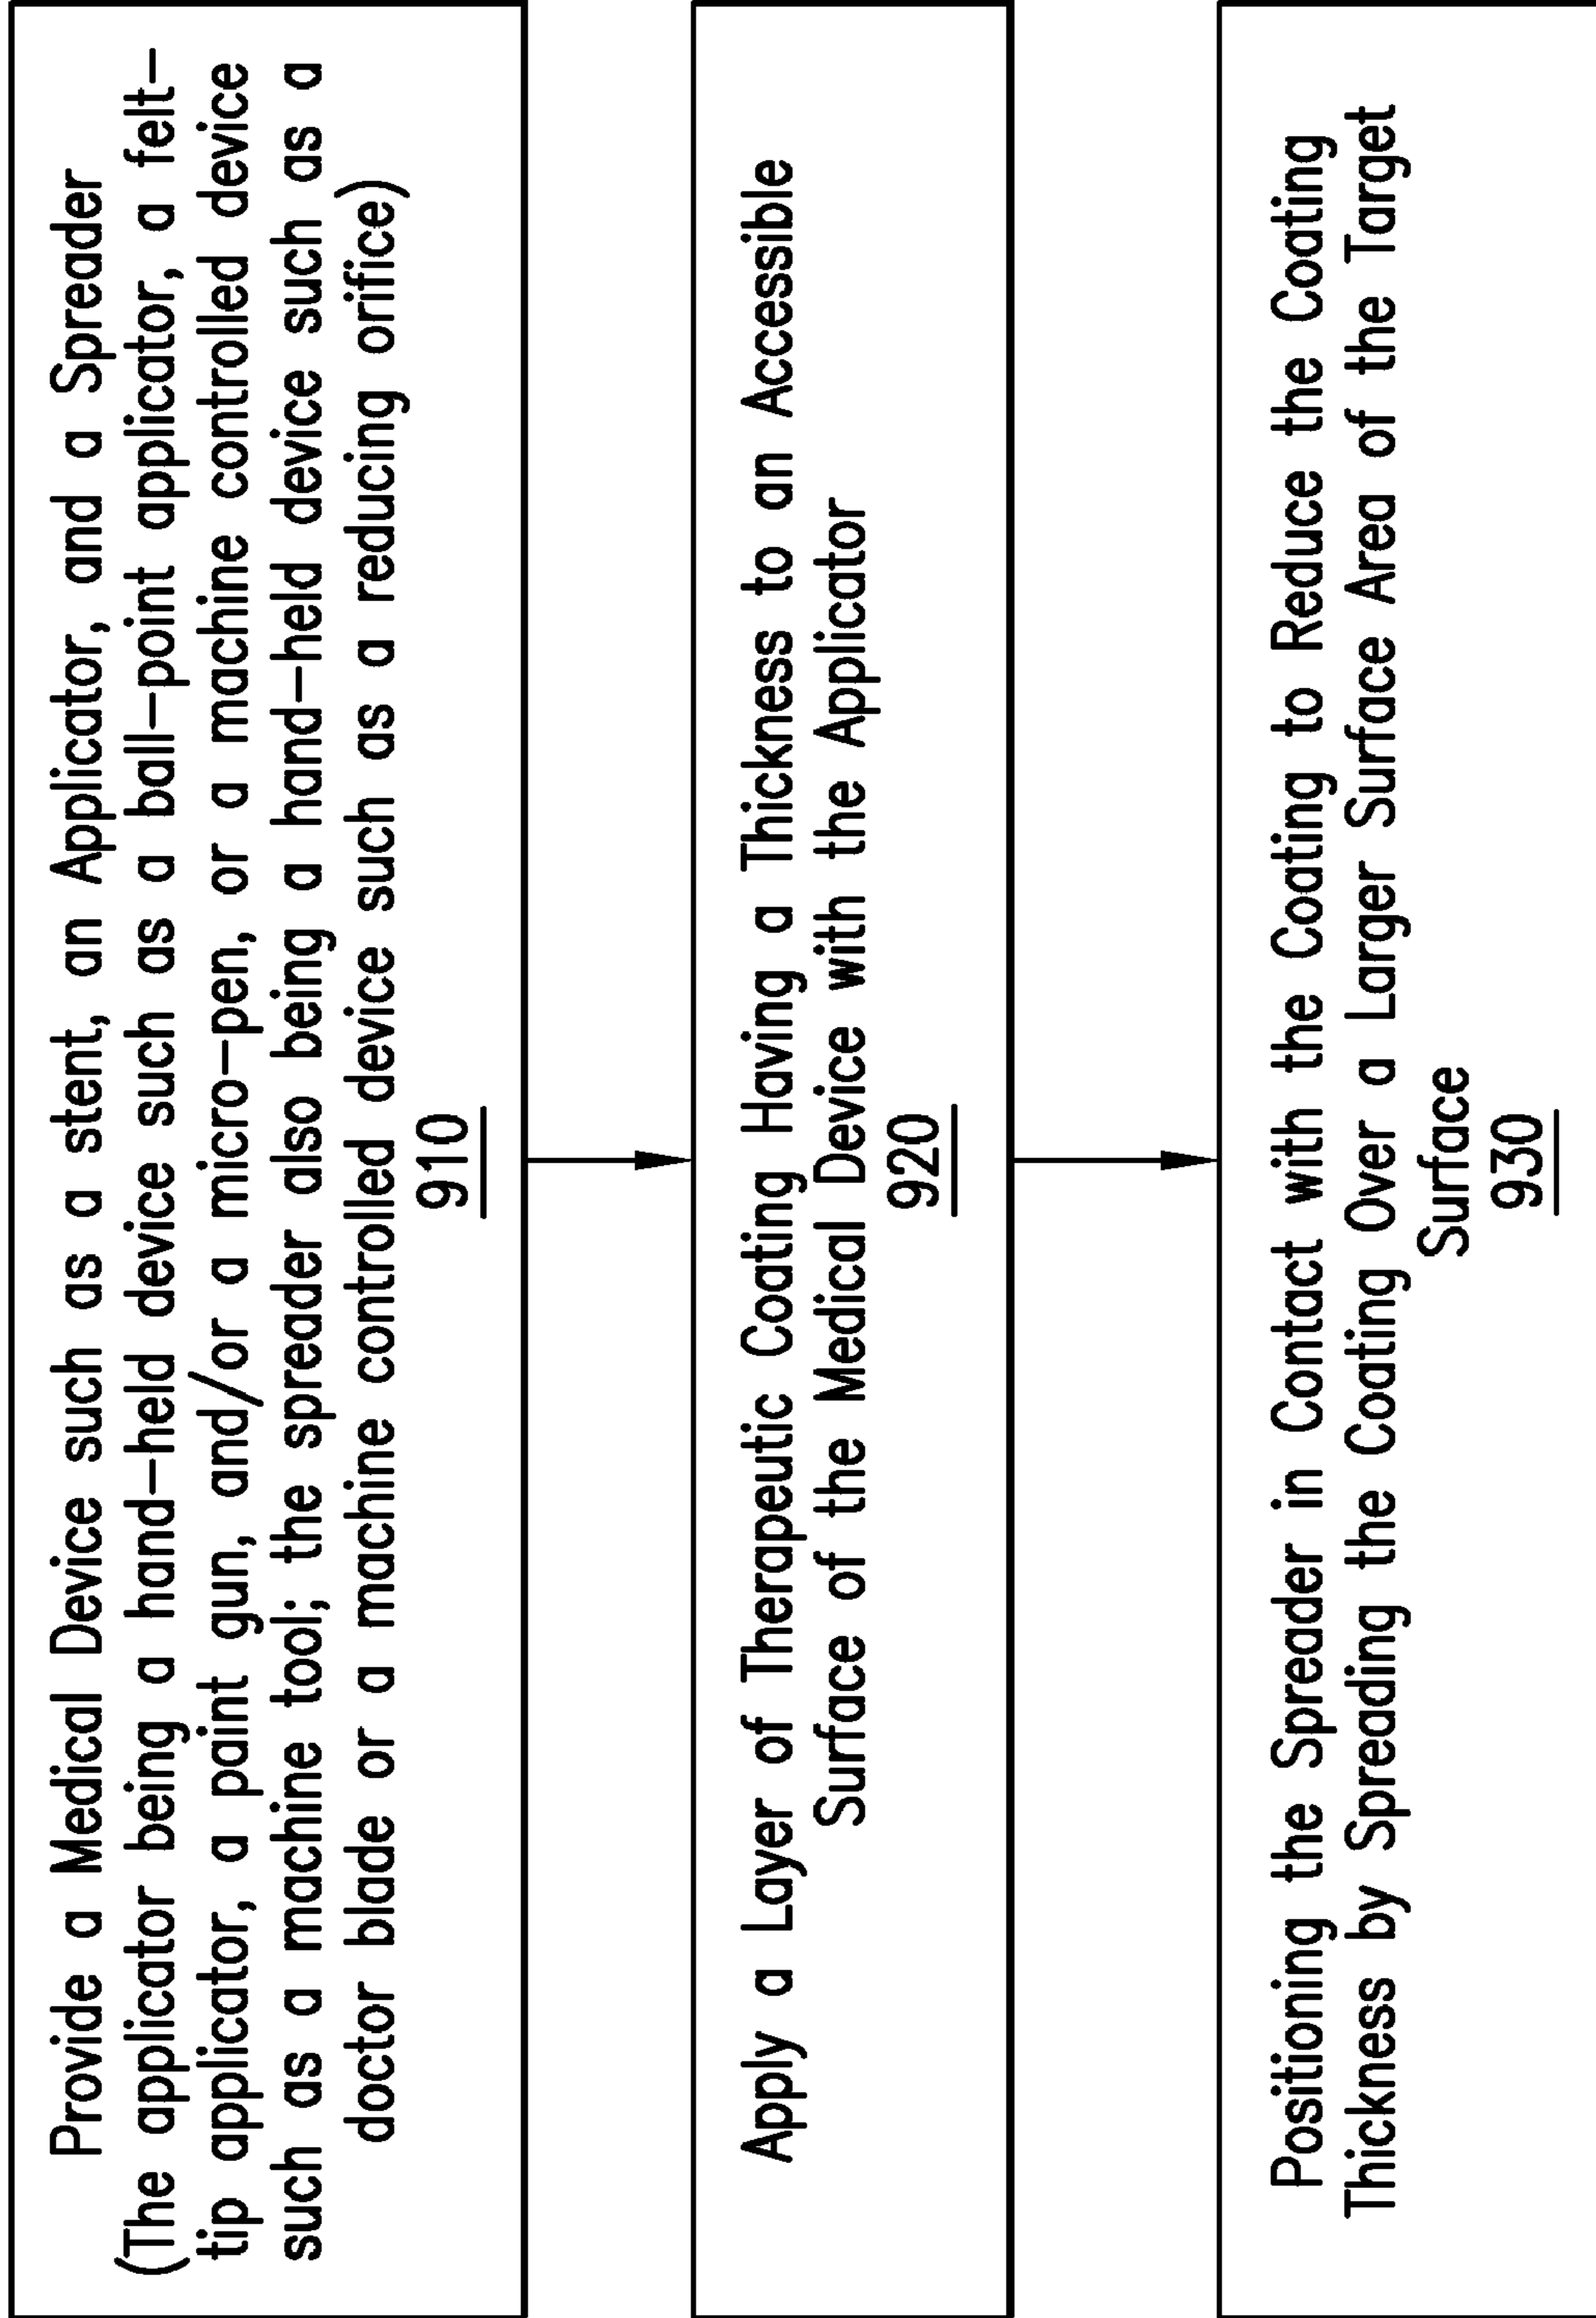 Provide a Medical Device such as a stent, an Applicator, and a Spreader
(The applicator being a hand-held device such as a ball-point applicator, a felt-
tip applicator, a paint gun, and/or a micro-pen, or a machine controlled device
such as a machine tool; the spreader also being a hand-held device such as a
doctor blade or a machine controlled device such as a reducing orifice)
910
Apply a Layer of Therapeutic Coating Having a Thickness to an Accessible
Surface of the Medical Device with the Applicator
920
Positioning the Spreader in Contact with the Coating to Reduce the Coating
Thickness by Spreading the Coating Over a Larger Surface Area of the Target
Surface
930